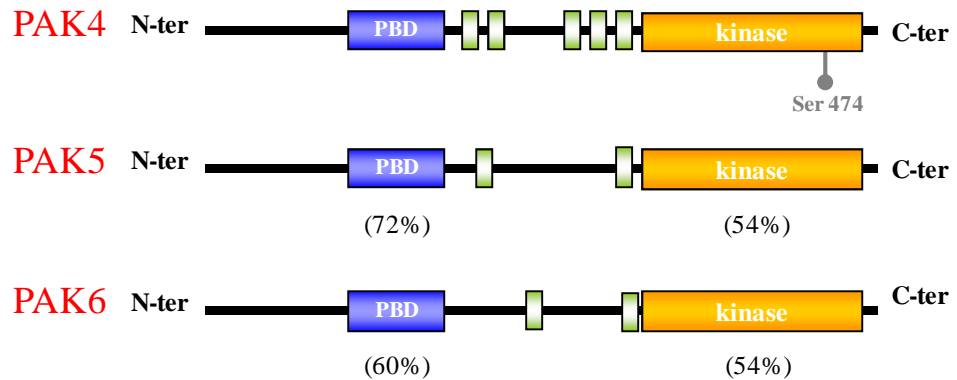 PAK4 N-ter PBD kinase C-ter
Ser 474
PAK5 N-ter PBD kinase C-ter
(72%) (54%)
PAK6 N-ter PBD kinase C-ter
(60%) (54%)